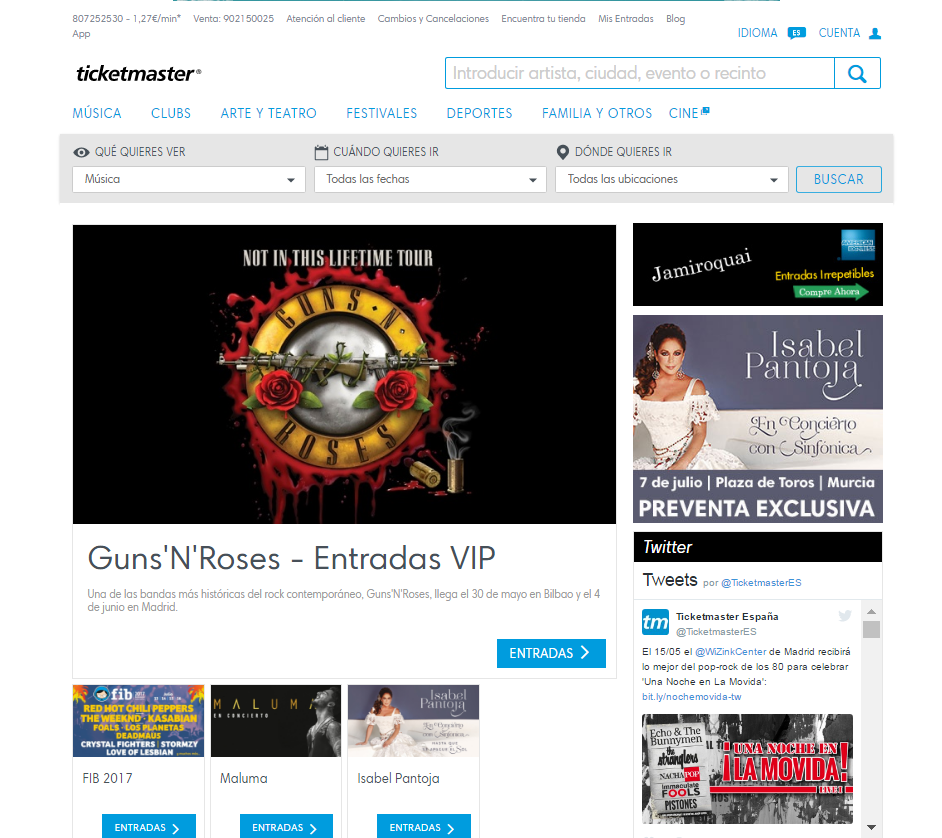 807252530 - 1,27€/min* Venta: 902150025 Atención al cliente Cambios y Cancelaciones Encuentra tu tienda Mis Entradas Blog
App
IDIOMA ES CUENTA
ticketmaster®
Introducir artista, ciudad, evento o recinto
MÚSICA CLUBS ARTE Y TEATRO FESTIVALES DEPORTES FAMILIA Y OTROS CINE
QUÉ QUIERES VER CUÁNDO QUIERES IR DÓNDE QUIERES IR
Música Todas las fechas Todas las ubicaciones BUSCAR
NOT IN THIS LIFETIME TOUR
GUNS N'
ROSES
Guns'N'Roses - Entradas VIP
Una de las bandas más históricas del rock contemporáneo, Guns'N'Roses, llega el 30 de mayo en Bilbao y el 4
de junio en Madrid.
ENTRADAS
fib
RED HOT CHILI PEPPERS
THE WEEKND · KASABIAN
FOALS · LOS PLANETAS
DEADMAU5
CRYSTAL FIGHTERS | STORMZY
LOVE OF LESBIAN
FIB 2017
ENTRADAS
MALUMA
EN CONCIERTO
Maluma
ENTRADAS
Isabel
Pantoja
En Concierto
con Sinfónica
Isabel Pantoja
ENTRADAS
Jamiroquai
AMERICAN EXPRESS
Entradas Irrepetibles
Compre Ahora
Isabel
Pantoja
En Concierto
con Sinfónica
7 de julio | Plaza de Toros | Murcia
PREVENTA EXCLUSIVA
Twitter
Tweets por @TicketmasterES
tm Ticketmaster España
@TicketmasterES
El 15/05 el @WiZinkCenter de Madrid recibirá
lo mejor del pop-rock de los 80 para celebrar
'Una Noche en La Movida':
bit.ly/nochemovida-tw
Echo & The
Bunnymen
the stranglers
NACHA POP
immaculate
FOOLS
PISTONES
UNA NOCHE EN
¡LA MOVIDA!